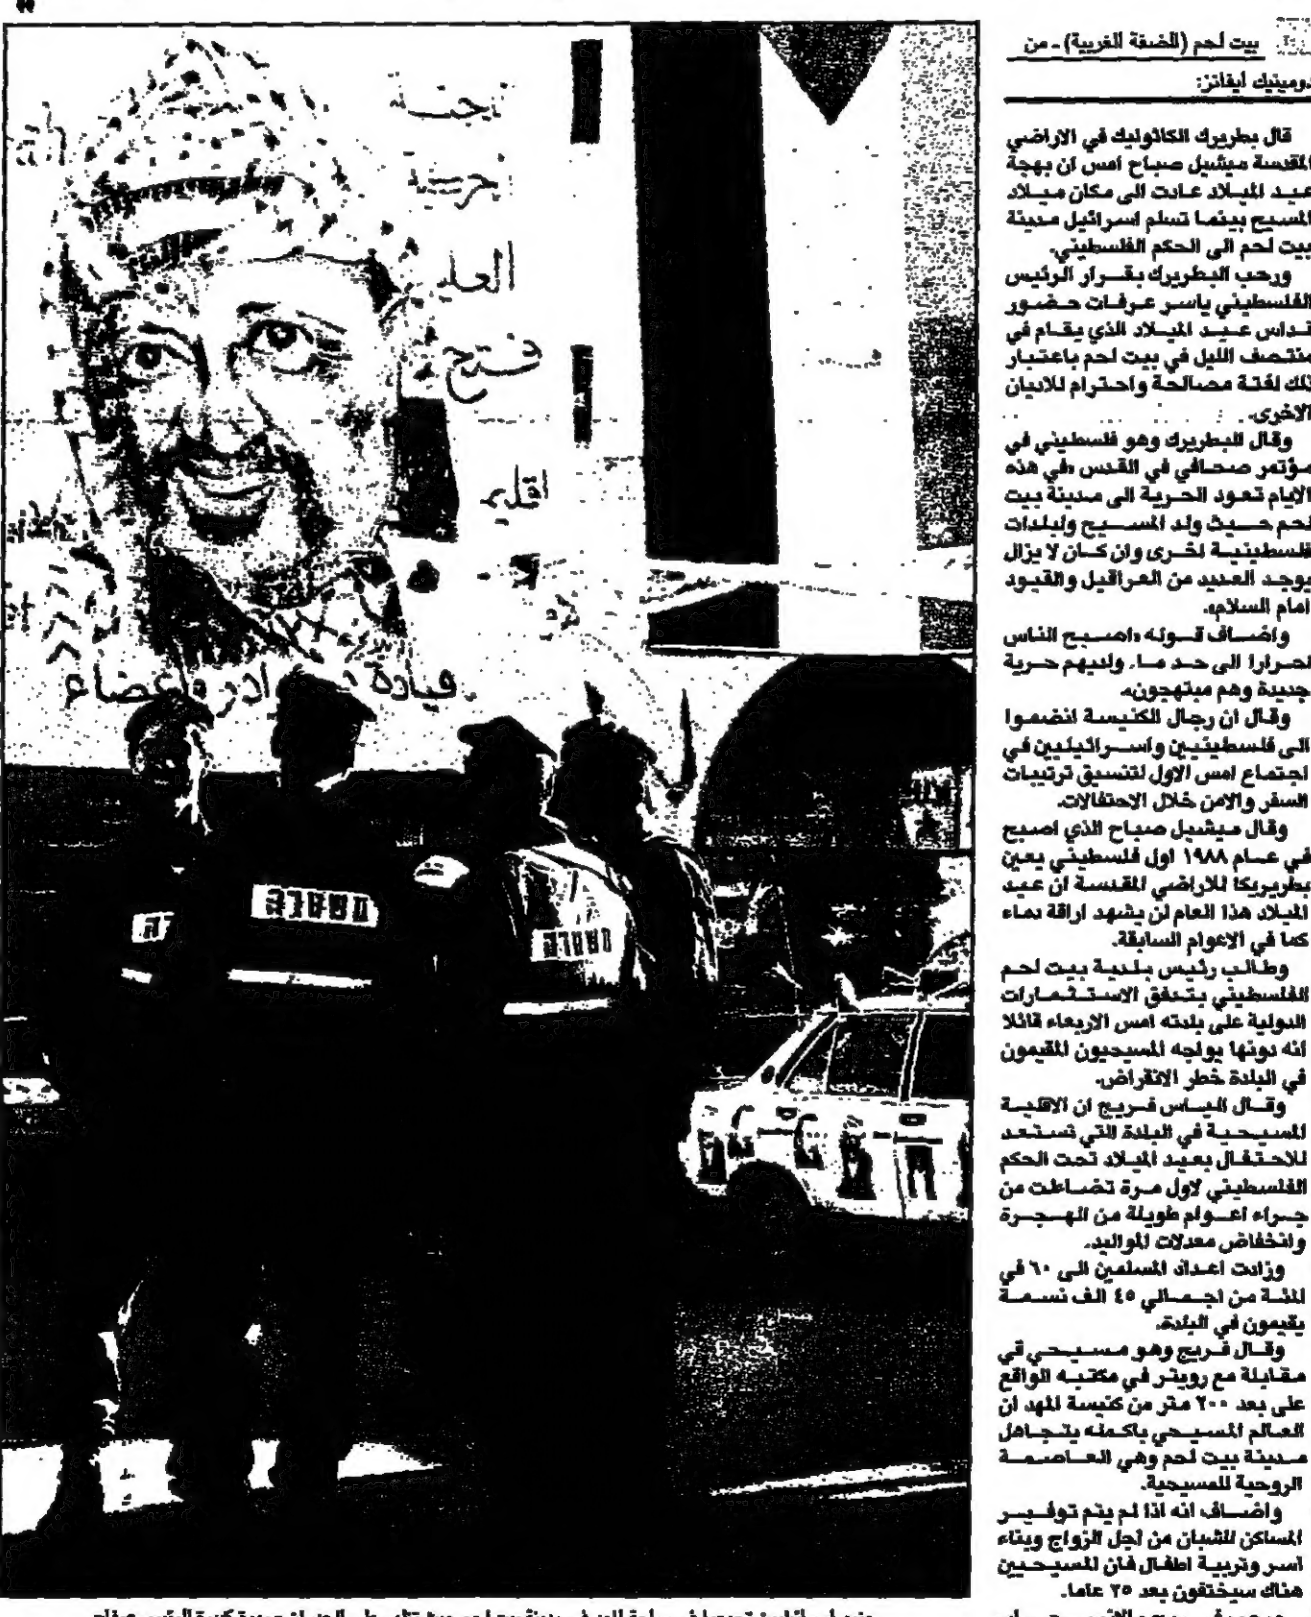 بيت لحم (الضفة الغربية) ـ من
دومينيك ايفانز:
قال بطريرك الكاثوليك في الاراضي
المقدسة ميشيل صباح امس ان بهجة
عيد الميلاد عادت الى مكان ميلاد
المسيح بينما تسلم اسرائيل مدينة
بيت لحم الى الحكم الفلسطيني.
ورحب البطريرك بقرار الرئيس
الفلسطيني ياسر عرفات حضور
قداس عيد الميلاد الذي يقام في
منتصف الليل في بيت لحم باعتبار
ذلك لفتة مصالحة واحترام للاديان
الاخرى.
وقال البطريرك وهو فلسطيني في
مؤتمر صحافي في القدس «في هذه
الايام تعود الحرية الى مدينة بيت
لحم حيث ولد المسيح ولبلدات
فلسطينية اخرى وان كان لا يزال
يوجد العديد من العراقيل والقيود
امام السلام».
واضاف قوله «اصبح الناس
احرارا الى حد ما. ولديهم حرية
جديدة وهم مبتهجون».
وقال ان رجال الكنيسة انضموا
الى فلسطينيين واسرائيليين في
اجتماع امس الاول لتنسيق ترتيبات
السفر والامن خلال الاحتفالات.
وقال ميشيل صباح الذي اصبح
في عام ١٩٨٨ اول فلسطيني يعين
بطريركا للاراضي المقدسة ان عيد
الميلاد هذا العام لن يشهد اراقة دماء
كما في الاعوام السابقة.
وطالب رئيس بلدية بيت لحم
الفلسطيني بتدفق الاستثمارات
الدولية على بلدته امس الاربعاء قائلا
انه دونها يواجه المسيحيون المقيمون
في البلدة خطر الانقراض.
وقال الياس فريج ان الاقلية
المسيحية في البلدة التي تستعد
للاحتفال بعيد الميلاد تحت الحكم
الفلسطيني لاول مرة تضاءلت من
جراء اعوام طويلة من الهجرة
وانخفاض معدلات المواليد.
وزادت اعداد المسلمين الى ٦٠ في
المئة من اجمالي ٤٥ الف نسمة
يقيمون في البلدة.
وقال فريج وهو مسيحي في
مقابلة مع رويتر في مكتبه الواقع
على بعد ٢٠٠ متر من كنيسة المهد ان
العالم المسيحي باكمله يتجاهل
مدينة بيت لحم وهي العاصمة
الروحية للمسيحية.
واضاف انه اذا لم يتم توفير
المساكن للشبان من اجل الزواج وبناء
اسر وتربية اطفال فان المسيحيين
هناك سيختفون بعد ٢٥ عاما.
العليا
فتح
اقليم
قيادة